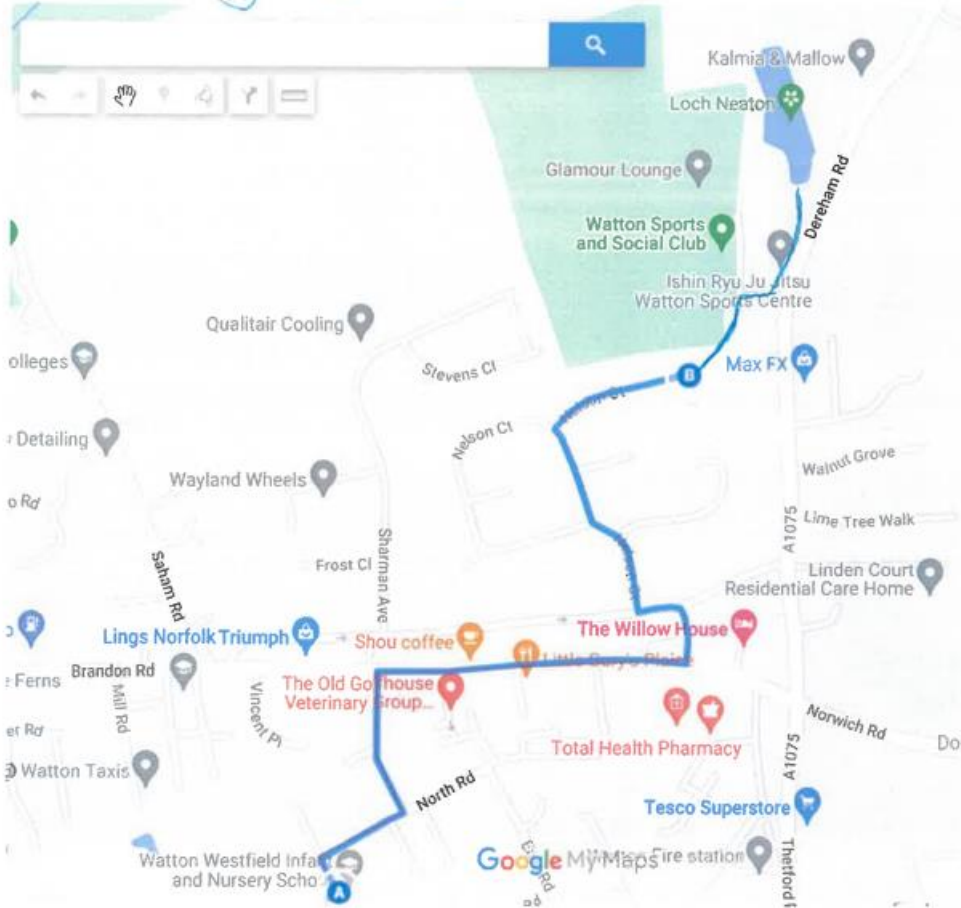 Kalmia & Mallow
Loch Neaton
Glamour Lounge
Dereham Rd
Watton Sports
and Social Club
Ishin Ryu Ju Jitsu
Watton Sports Centre
Qualitair Cooling
olleges
Stevens Cl
Max FX
B
Nelson Ct
Detailing
Walnut Grove
Wayland Wheels
o Rd
Lime Tree Walk
A1075
Sharman Ave
Frost Cl
Saham Rd
Linden Court
Residential Care Home
Lings Norfolk Triumph
Shou coffee
The Willow House
Brandon Rd
Ferns
The Old
house
Veterinary Group...
Mill Rd
Vincent Pl
er Rd
Norwich Rd
Do
Total Health Pharmacy
Watton Taxis
A1075
North Rd
Tesco Superstore
Watton Westfield Infa
and Nursery Scho
A
Google My Maps
Fire station
Thetford
Rd